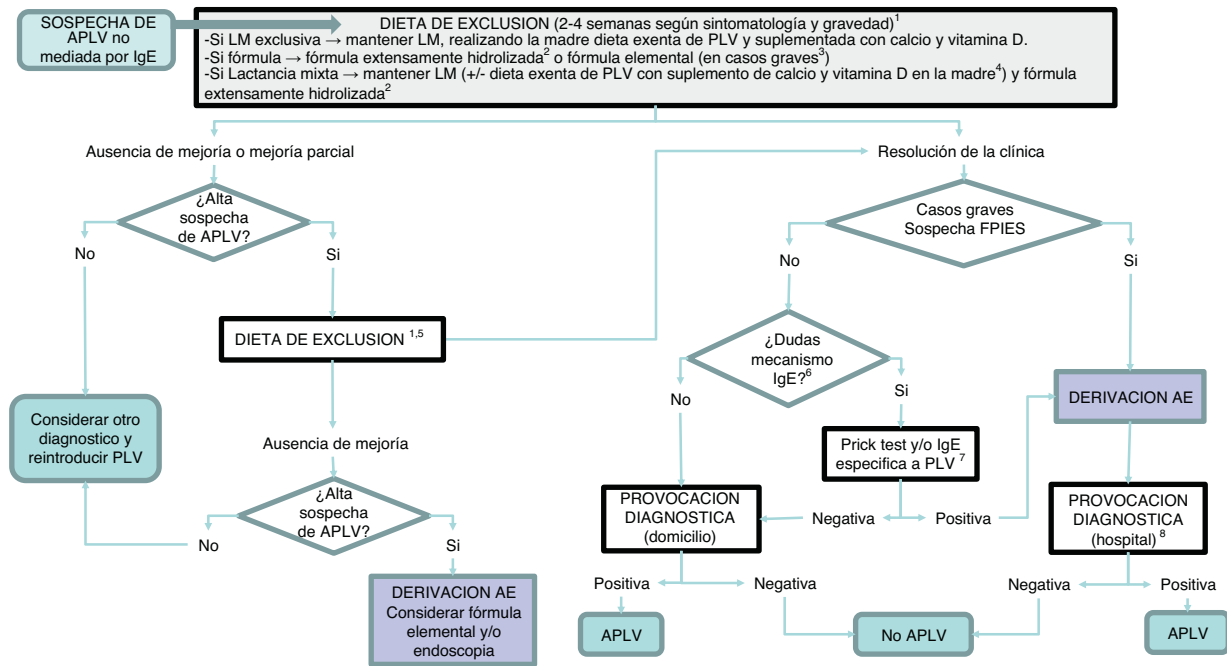 SOSPECHA DE
APLV no
mediada por IgE
DIETA DE EXCLUSION (2-4 semanas según sintomatología y gravedad)¹
-Si LM exclusiva → mantener LM, realizando la madre dieta exenta de PLV y suplementada con calcio y vitamina D.
-Si fórmula → fórmula extensamente hidrolizada² o fórmula elemental (en casos graves³)
-Si Lactancia mixta → mantener LM (+/- dieta exenta de PLV con suplemento de calcio y vitamina D en la madre⁴) y fórmula
extensamente hidrolizada²
Ausencia de mejoría o mejoría parcial
Resolución de la clínica
¿Alta
sospecha
de APLV?
No
Si
Casos graves
Sospecha FPIES
No
Si
DIETA DE EXCLUSION ¹,⁵
¿Dudas
mecanismo
IgE?⁶
No
Si
DERIVACION AE
Considerar otro
diagnostico y
reintroducir PLV
Ausencia de mejoría
Prick test y/o IgE
especifica a PLV ⁷
¿Alta
sospecha
de APLV?
No
Si
PROVOCACION
DIAGNOSTICA
(domicilio)
Negativa
Positiva
PROVOCACION
DIAGNOSTICA
(hospital) ⁸
DERIVACION AE
Considerar fórmula
elemental y/o
endoscopia
Positiva
Negativa
Negativa
Positiva
APLV
No APLV
APLV